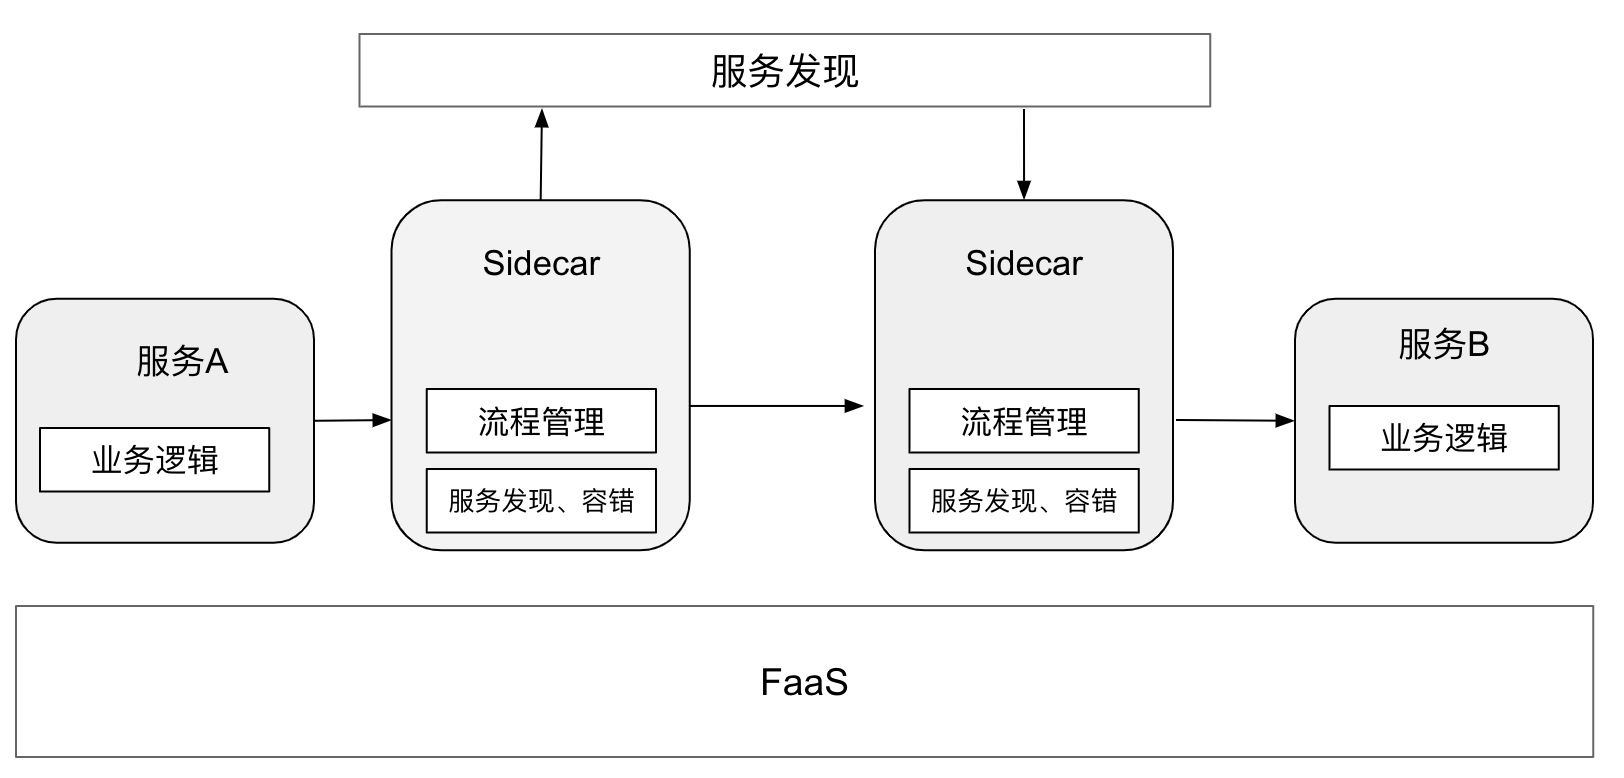 服务发现
Sidecar
Sidecar
服务A
服务B
流程管理
流程管理
业务逻辑
业务逻辑
服务发现、容错
服务发现、容错
FaaS